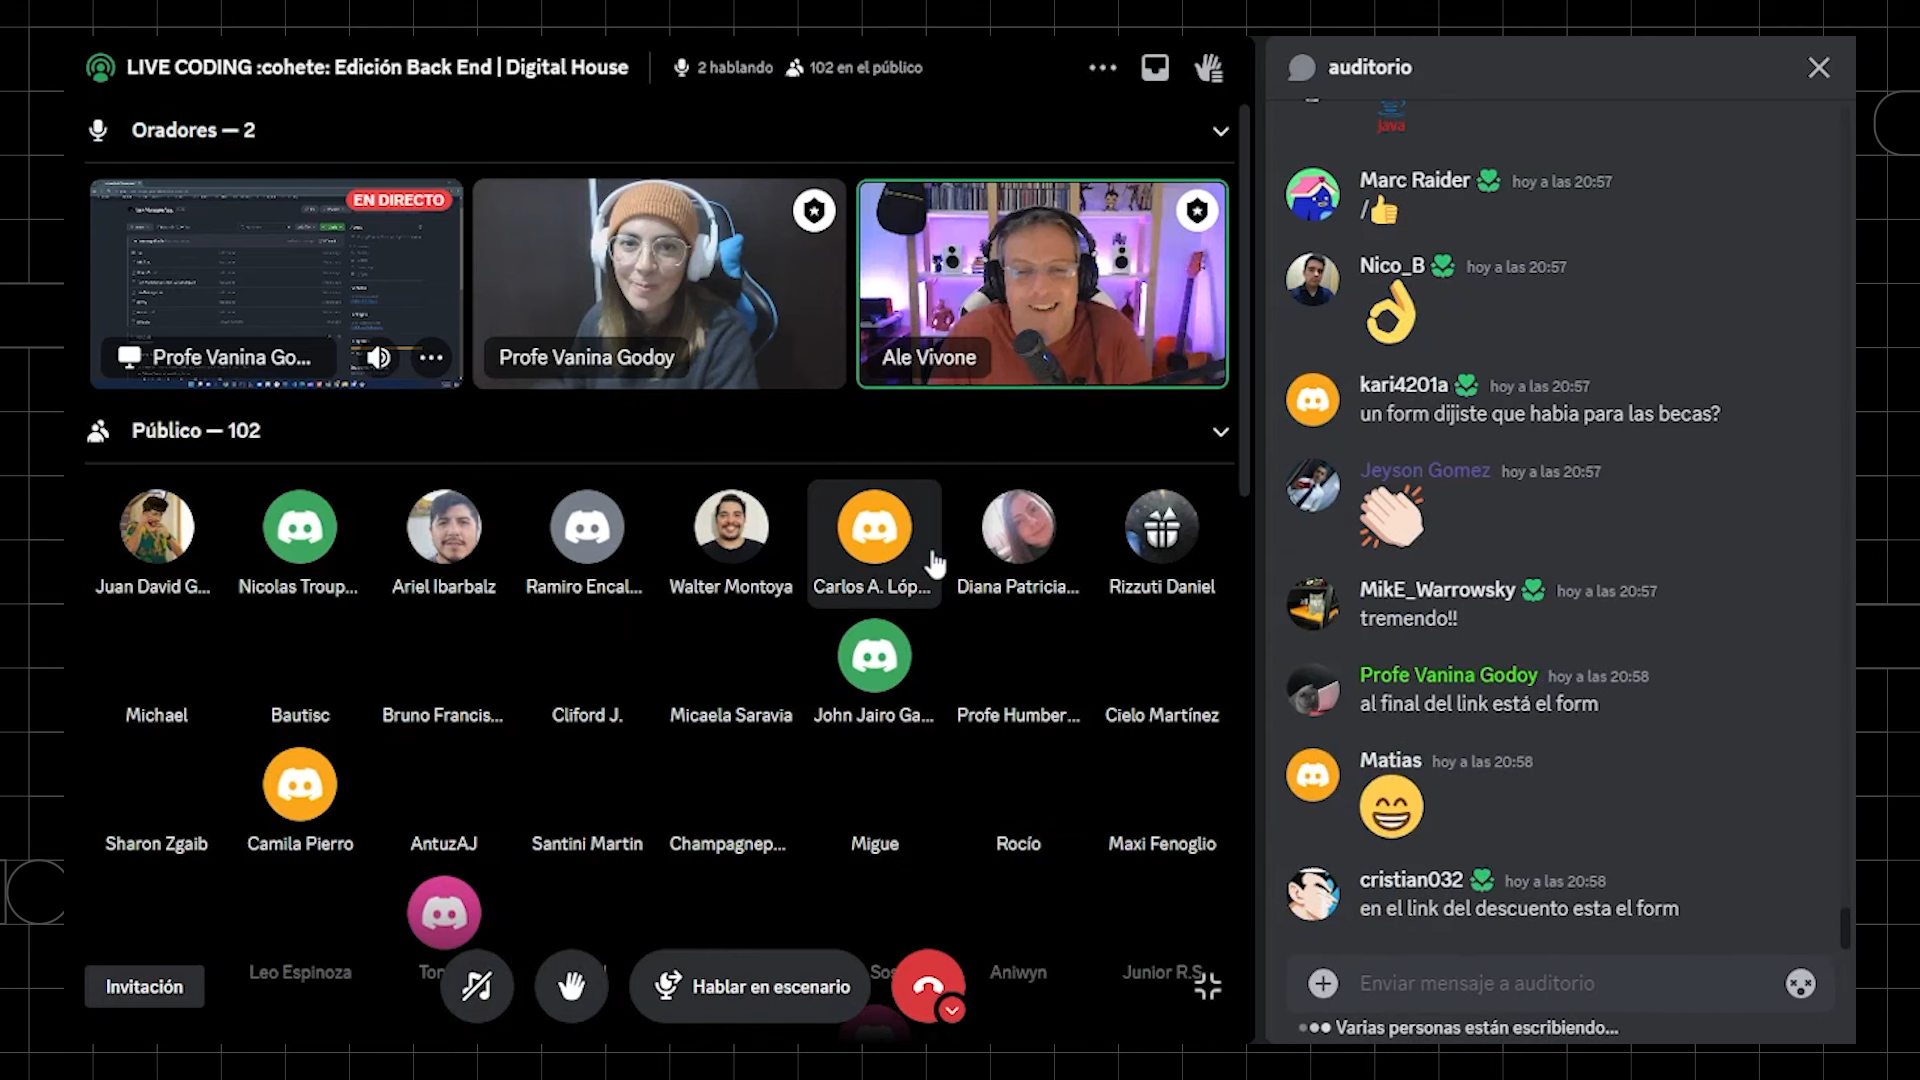 LIVE CODING :cohete: Edición Back End | Digital House
2 hablando
102 en el público
Oradores — 2
EN DIRECTO
Profe Vanina Go...
Profe Vanina Godoy
Ale Vivone
Público — 102
Juan David G...
Nicolas Troup...
Ariel Ibarbalz
Ramiro Encal...
Walter Montoya
Carlos A. Lóp...
Diana Patricia...
Rizzuti Daniel
Michael
Bautisc
Bruno Francis...
Cliford J.
Micaela Saravia
John Jairo Ga...
Profe Humber...
Cielo Martínez
Sharon Zgaib
Camila Pierro
AntuzAJ
Santini Martin
Champagnep...
Migue
Rocío
Maxi Fenoglio
Leo Espinoza
Aniwyn
Junior R.S
Invitación
Hablar en escenario
auditorio
java
Marc Raider hoy a las 20:57
/
Nico_B hoy a las 20:57
kari4201a hoy a las 20:57
un form dijiste que habia para las becas?
Jeyson Gomez hoy a las 20:57
MikE_Warrowsky hoy a las 20:57
tremendo!!
Profe Vanina Godoy hoy a las 20:58
al final del link está el form
Matias hoy a las 20:58
cristian032 hoy a las 20:58
en el link del descuento esta el form
Enviar mensaje a auditorio
Varias personas están escribiendo...